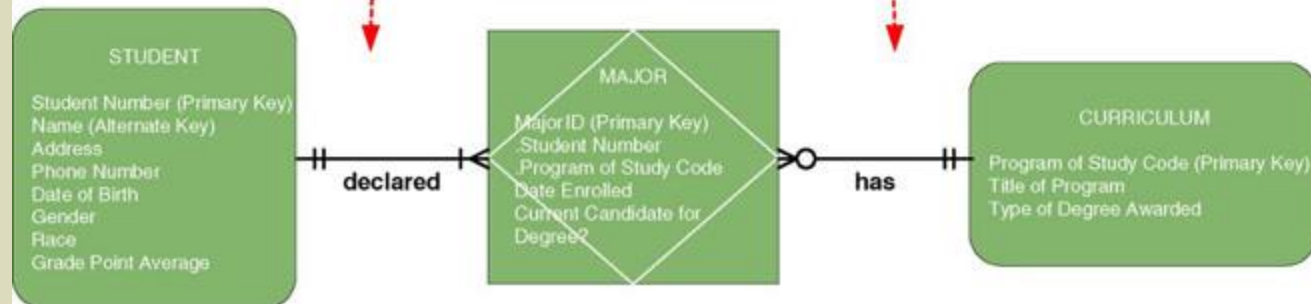 STUDENT
Student Number (Primary Key)
Name (Alternate Key)
Address
Phone Number
Date of Birth
Gender
Race
Grade Point Average
declared
MAJOR
MajorID (Primary Key)
.Student Number
.Program of Study Code
Date Enrolled
Current Candidate for
Degree?
has
CURRICULUM
Program of Study Code (Primary Key)
Title of Program
Type of Degree Awarded